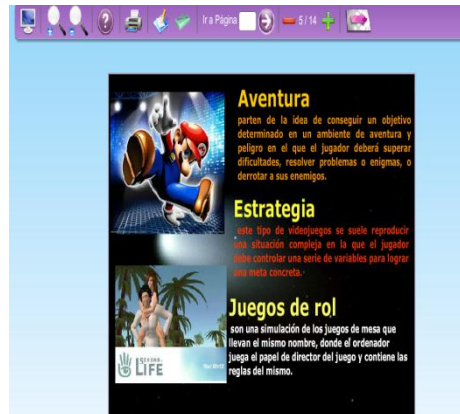 Ir a Página
5 / 14
Aventura
parten de la idea de conseguir un objetivo
determinado en un ambiente de aventura y
peligro en el que el jugador deberá superar
dificultades, resolver problemas o enigmas, o
derrotar a sus enemigos.
Estrategia
este tipo de videojuegos se suele reproducir
una situación compleja en la que el jugador
debe controlar una serie de variables para lograr
una meta concreta.
Juegos de rol
son una simulación de los juegos de mesa que
llevan el mismo nombre, donde el ordenador
juega el papel de director del juego y contiene las
reglas del mismo.
LIFE